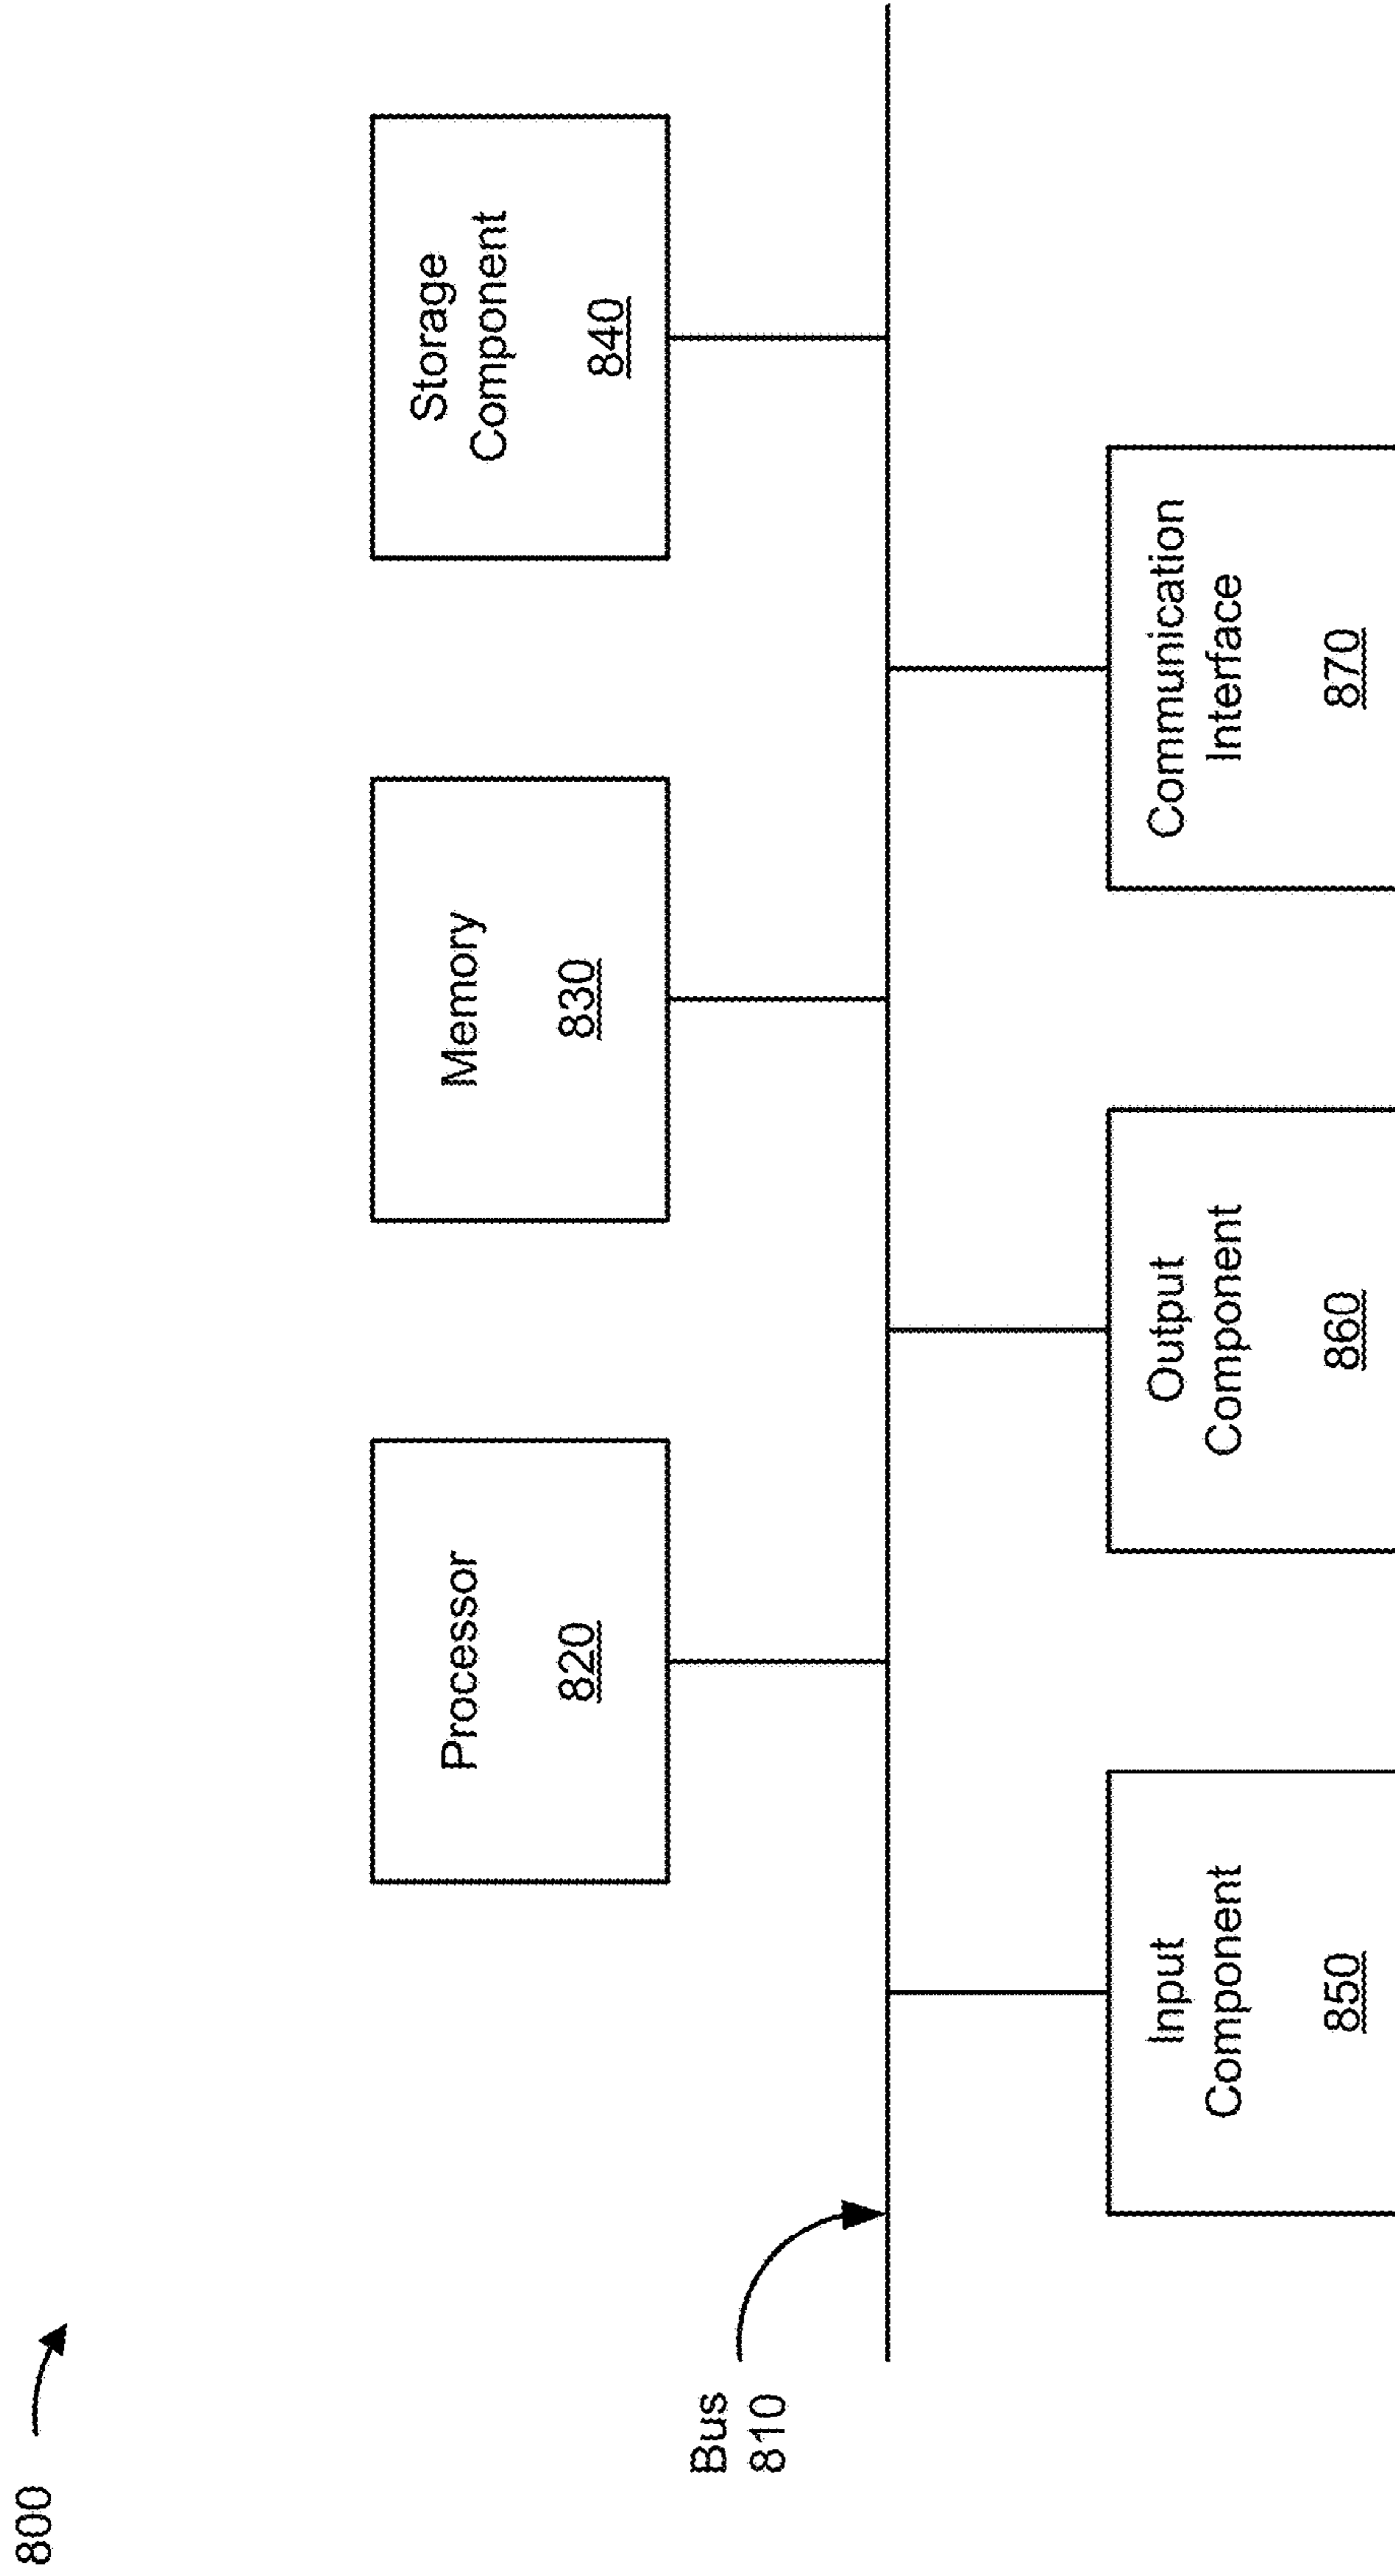 800
Processor
820
Memory
830
Storage
Component
840
Bus
810
Input
Component
850
Output
Component
860
Communication
Interface
870